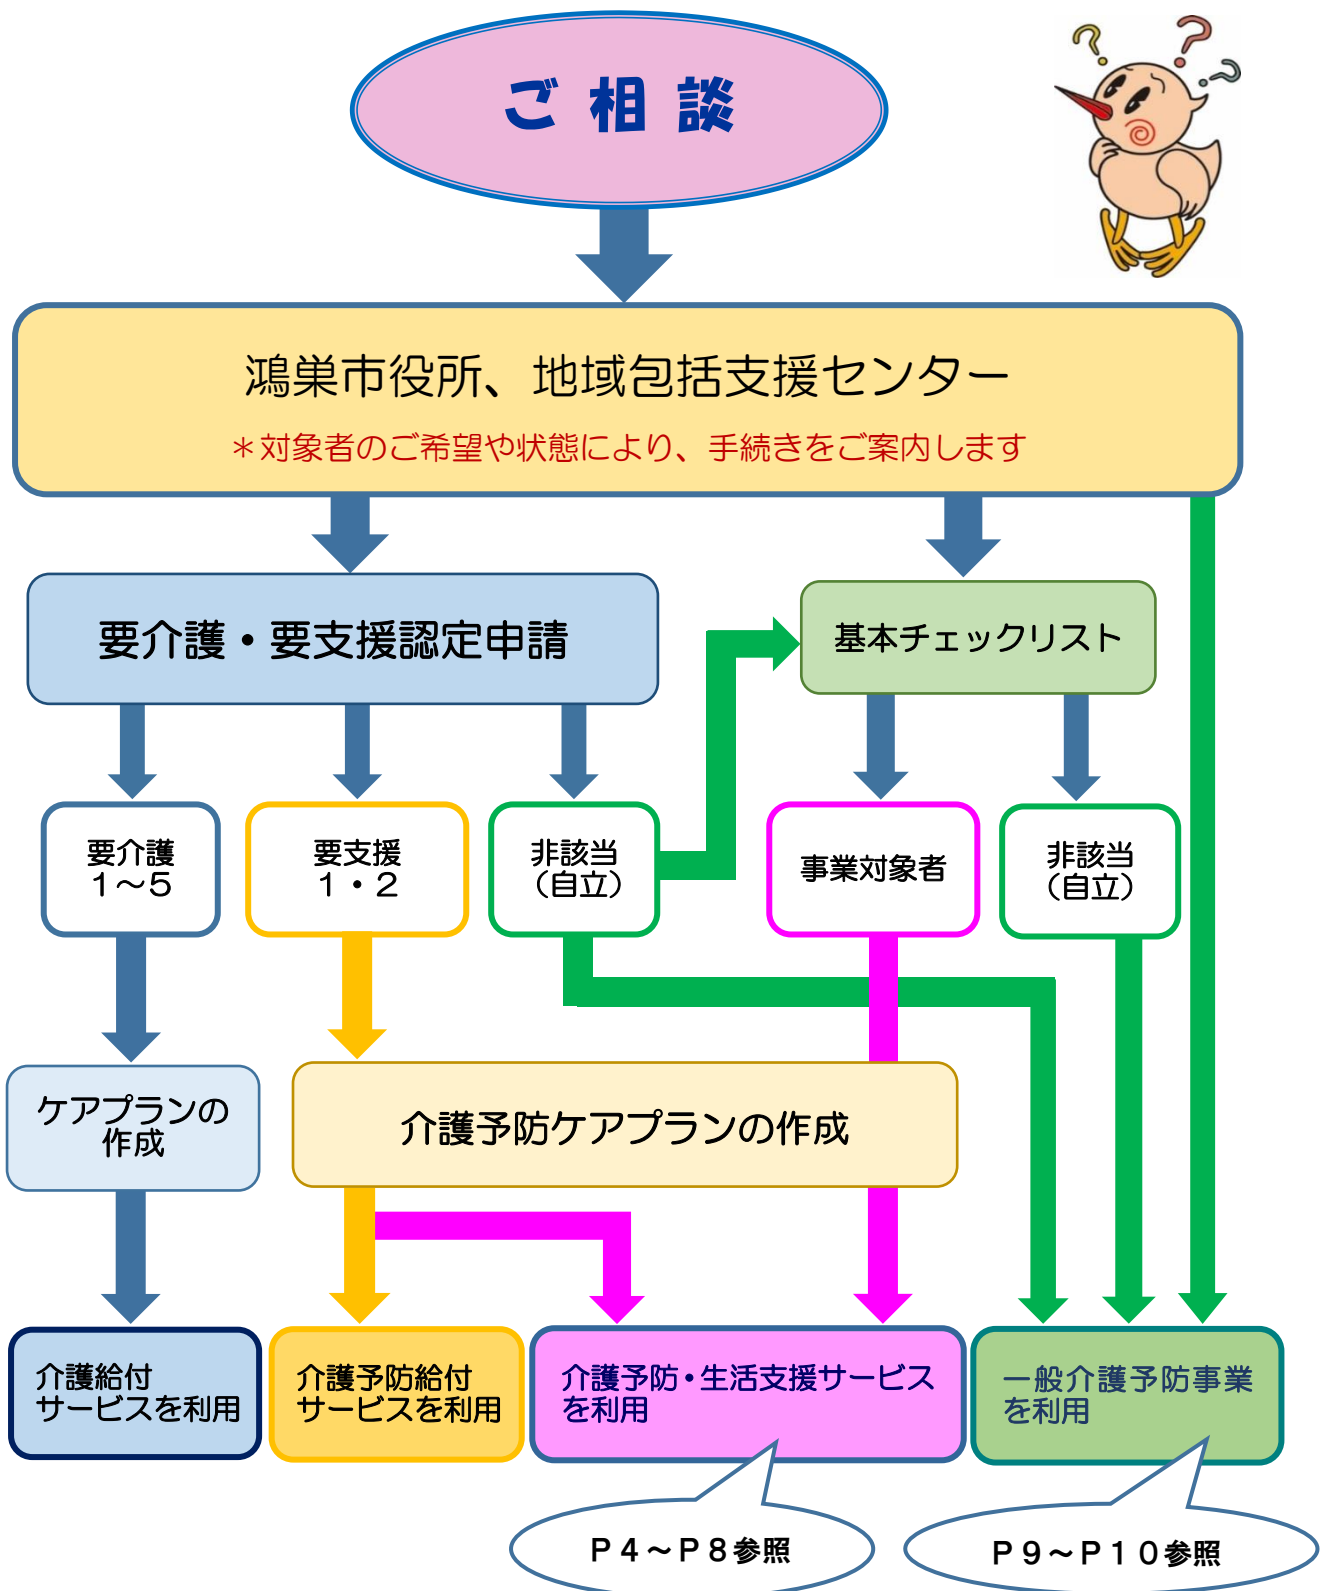 ご相談
鴻巣市役所、地域包括支援センター
＊対象者のご希望や状態により、手続きをご案内します
要介護・要支援認定申請
基本チェックリスト
要介護
１～５
要支援
１・２
非該当
（自立）
事業対象者
非該当
（自立）
ケアプランの
作成
介護予防ケアプランの作成
介護給付
サービスを利用
介護予防給付
サービスを利用
介護予防・生活支援サービス
を利用
一般介護予防事業
を利用
Ｐ４～Ｐ８参照
Ｐ９～Ｐ１０参照